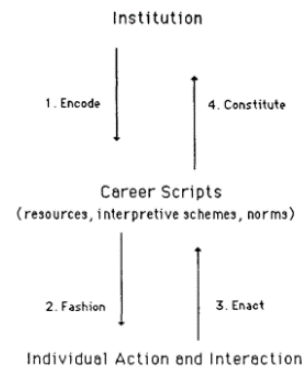 Institution
1. Encode
4. Constitute
Career Scripts
(resources, interpretive schemes, norms)
2. Fashion
3. Enact
Individual Action and Interaction